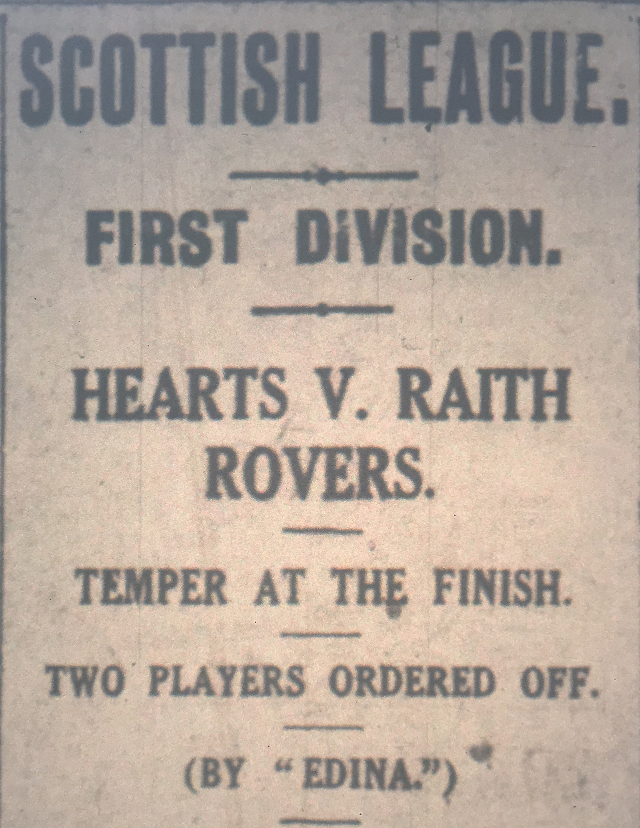 SCOTTISH LEAGUE.
FIRST DIVISION.
HEARTS V. RAITH
ROVERS.
TEMPER AT THE FINISH.
TWO PLAYERS ORDERED OFF.
(BY "EDINA.")